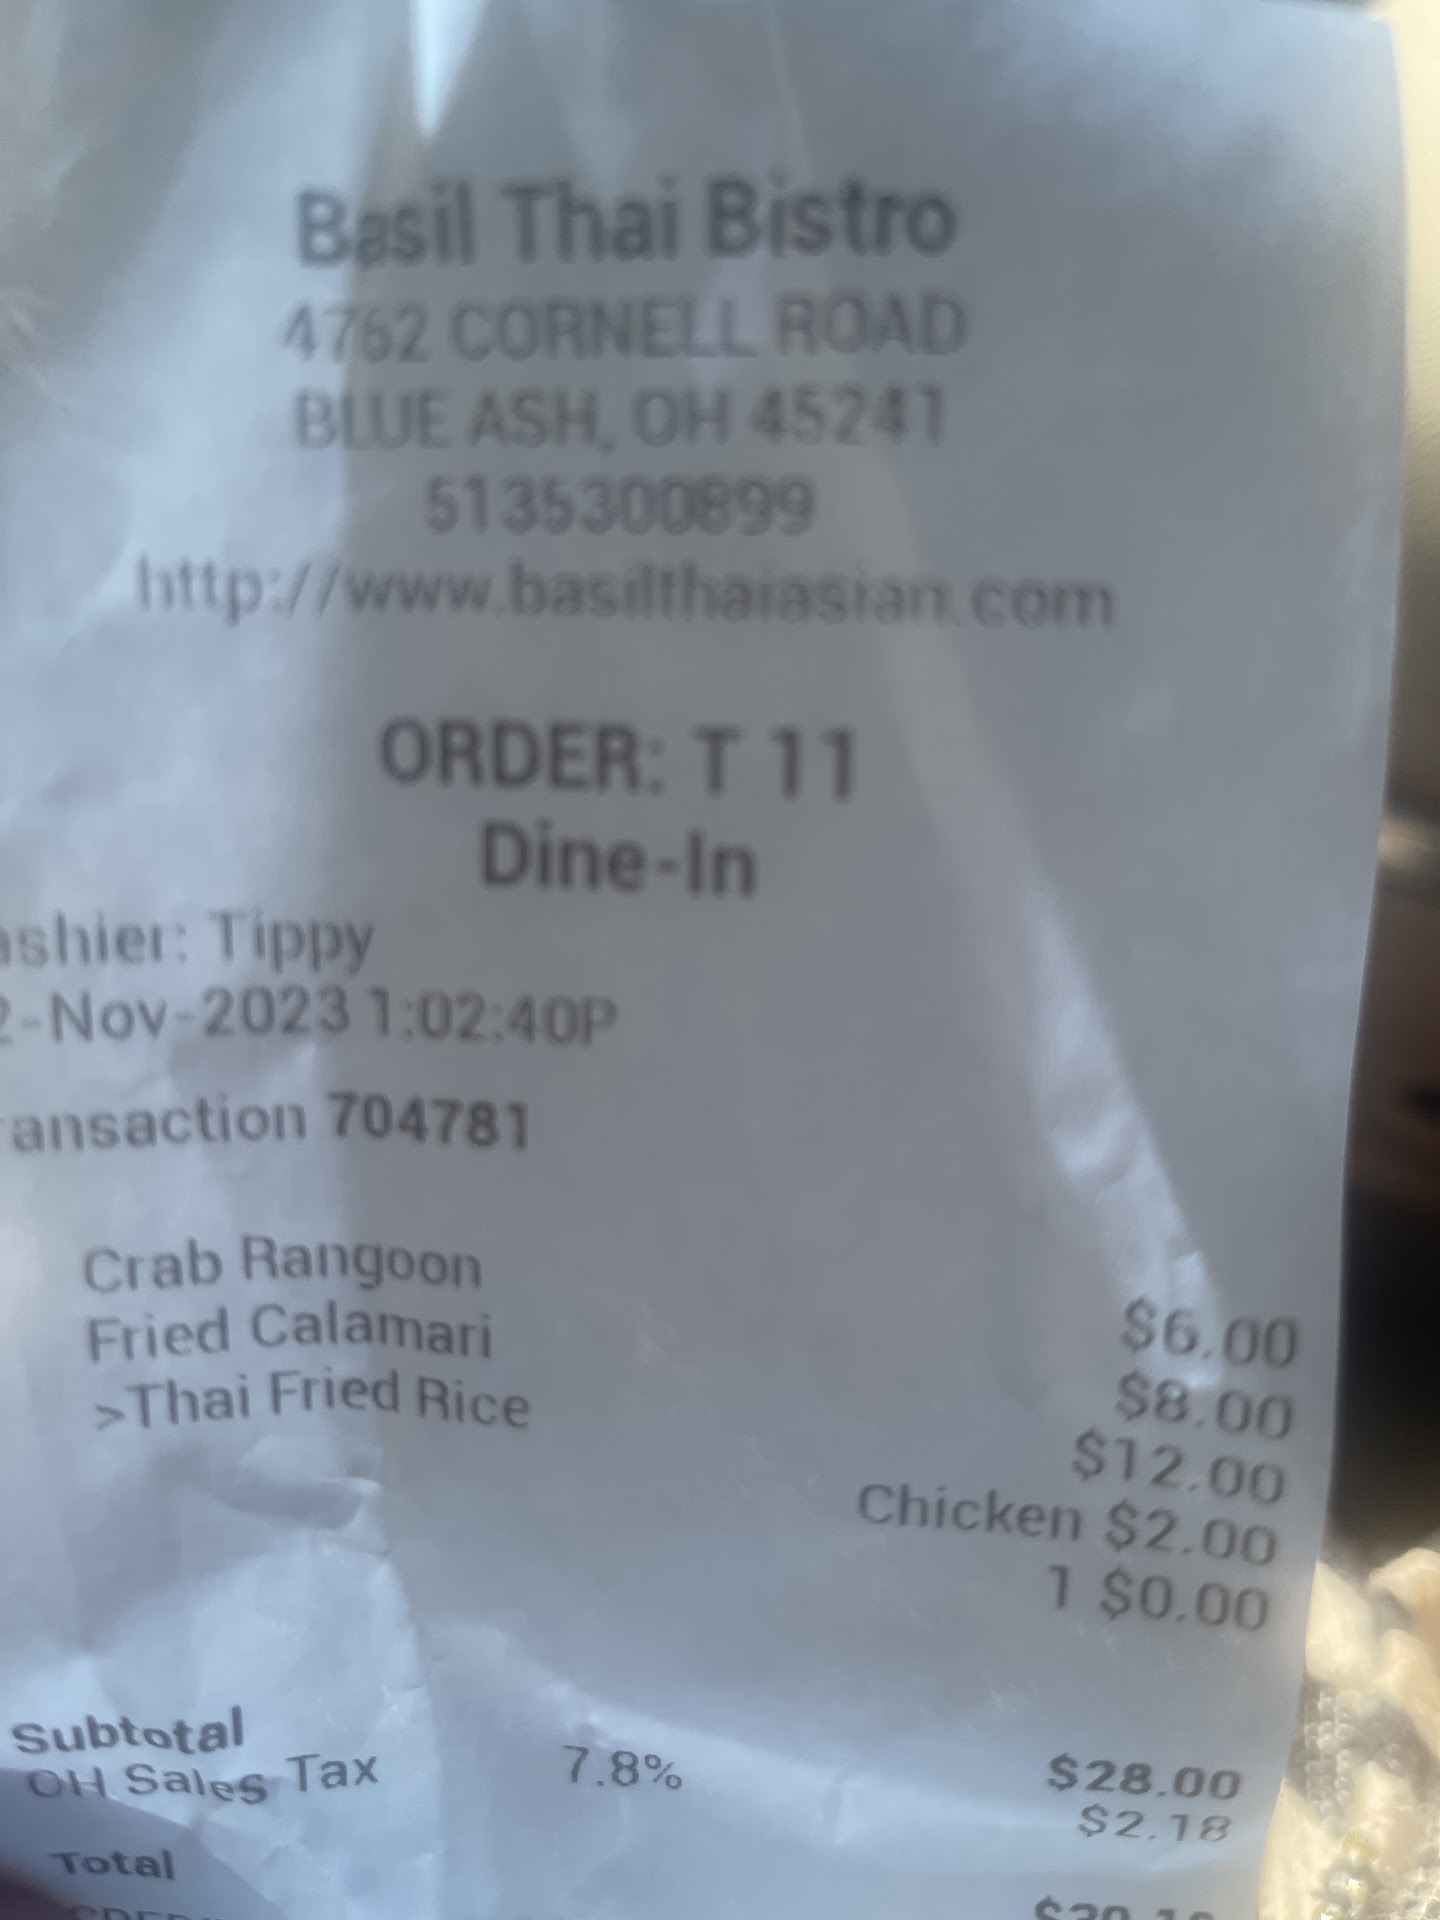 Basil Thai Bistro
4762 CORNELL ROAD
BLUE ASH, OH 45241
5135300899
http://www.basilthaiasian.com
ORDER: T 11
Dine-In
ashier: Tippy
2-Nov-2023 1:02:40P
ransaction 704781
Crab Rangoon $6.00
Fried Calamari $8.00
>Thai Fried Rice $12.00
Chicken $2.00
1 $0.00
Subtotal $28.00
OH Sales Tax 7.8% $2.18
Total